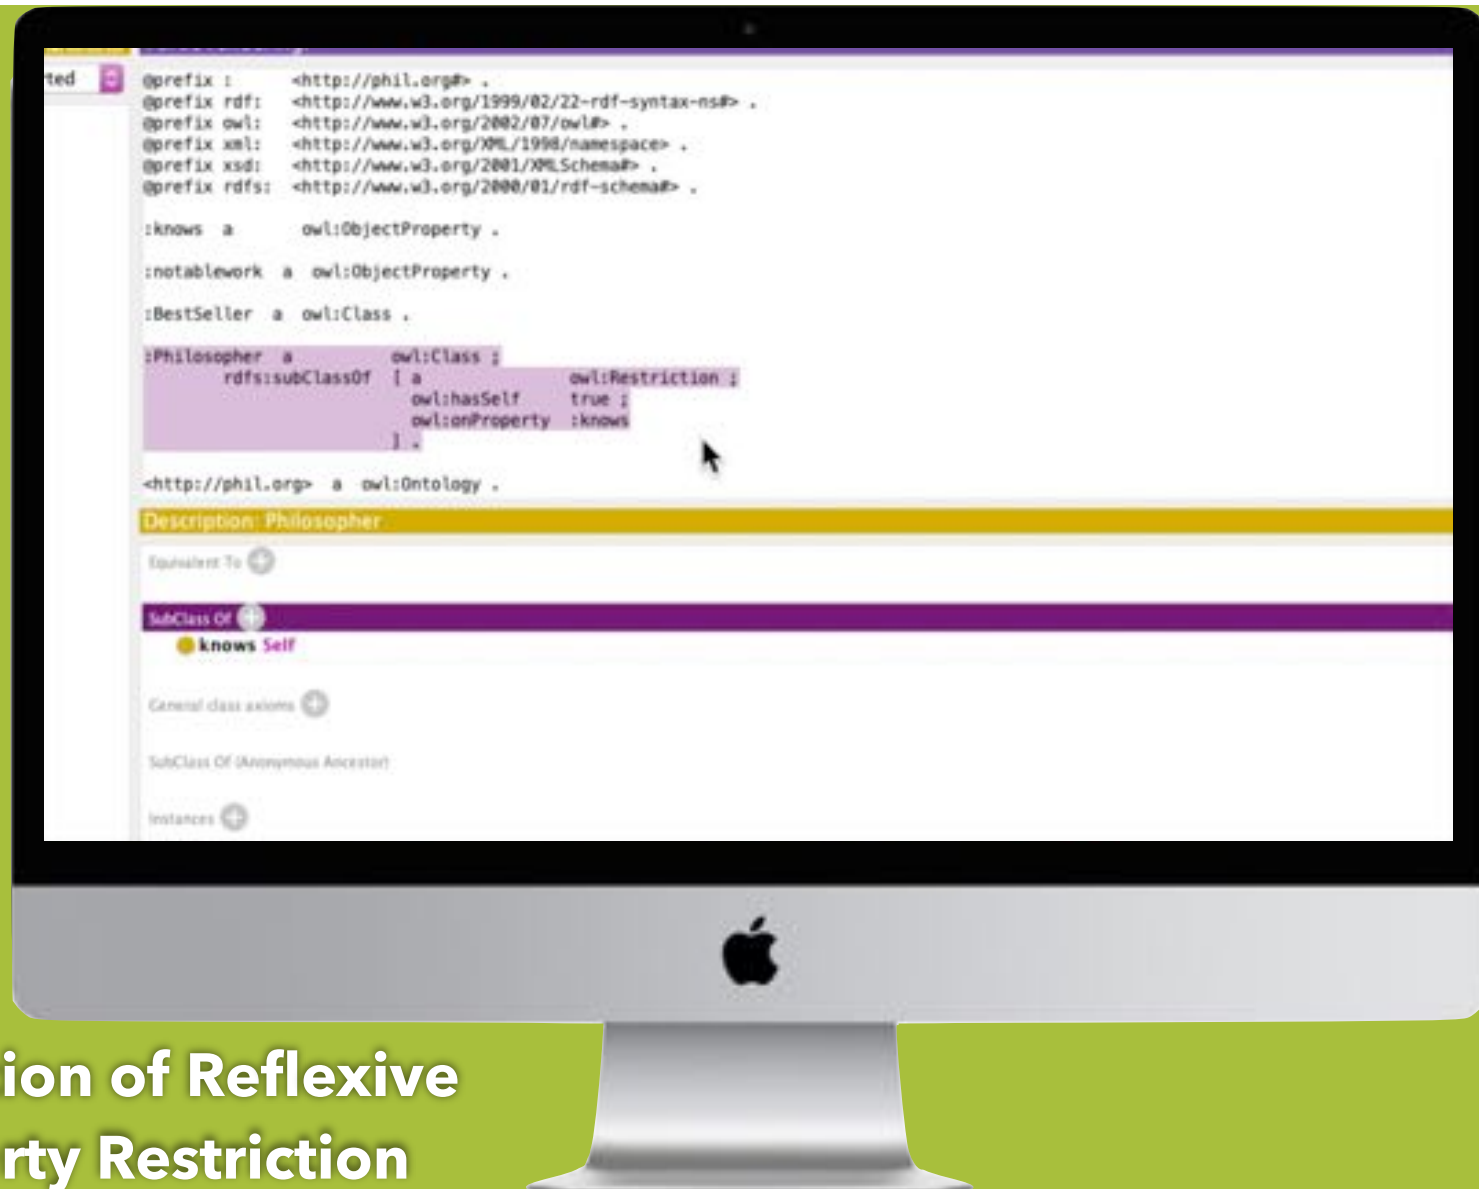 ted
@prefix :      <http://phil.org#> .
@prefix rdf:   <http://www.w3.org/1999/02/22-rdf-syntax-ns#> .
@prefix owl:   <http://www.w3.org/2002/07/owl#> .
@prefix xml:   <http://www.w3.org/XML/1998/namespace> .
@prefix xsd:   <http://www.w3.org/2001/XMLSchema#> .
@prefix rdfs:  <http://www.w3.org/2000/01/rdf-schema#> .
:knows  a       owl:ObjectProperty .
:notablework  a  owl:ObjectProperty .
:BestSeller  a  owl:Class .
:Philosopher  a          owl:Class ;
        rdfs:subClassOf  [ a               owl:Restriction ;
                           owl:hasSelf     true ;
                           owl:onProperty  :knows
                         ] .
<http://phil.org>  a  owl:Ontology .
Description: Philosopher
Equivalent To
SubClass Of
knows Self
General class axioms
SubClass Of (Anonymous Ancestor)
Instances
ion of Reflexive
rty Restriction